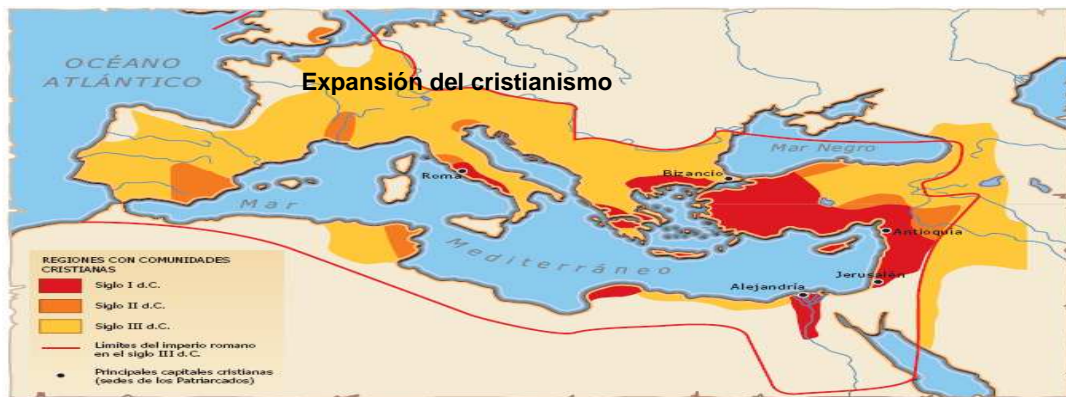 OCÉANO
ATLÁNTICO
Expansión del cristianismo
Mar Negro
Bizancio
Roma
Mar
Mediterráneo
Antioquía
Jerusalén
Alejandría
REGIONES CON COMUNIDADES
CRISTIANAS
Siglo I d.C.
Siglo II d.C.
Siglo III d.C.
Límites del imperio romano
en el siglo III d.C.
Principales capitales cristianas
(sedes de los Patriarcados)